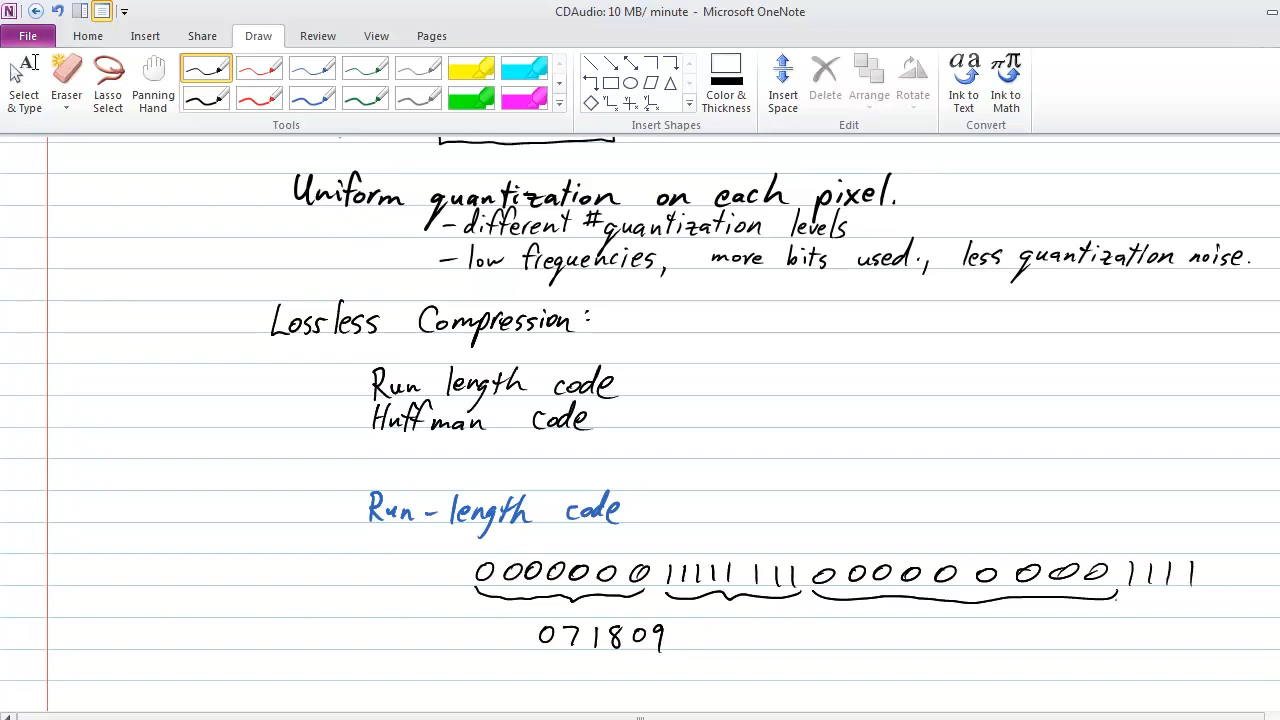 CDAudio: 10 MB/ minute - Microsoft OneNote
File Home Insert Share Draw Review View Pages
Select & Type Eraser Lasso Select Panning Hand Color & Thickness Insert Space Delete Arrange Rotate Ink to Text Ink to Math
Tools Insert Shapes Edit Convert
Uniform quantization on each pixel.
- different # quantization levels
- low frequencies, more bits used., less quantization noise.
Lossless Compression:
Run length code
Huffman code
Run-length code
0000000 11111 111 000000000 1111
071809